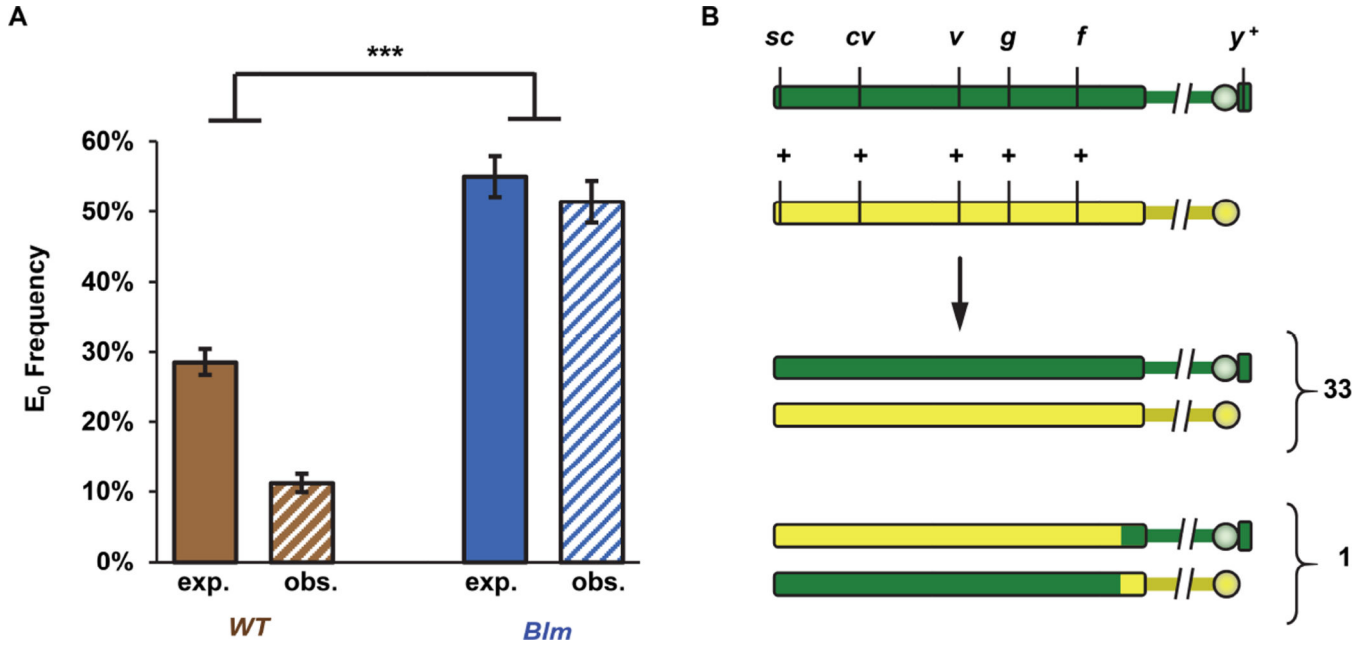 A
***
E0 Frequency
60%
50%
40%
30%
20%
10%
0%
exp. obs. exp. obs.
WT Blm
B
sc cv v g f y +
+ + + + +
33
1